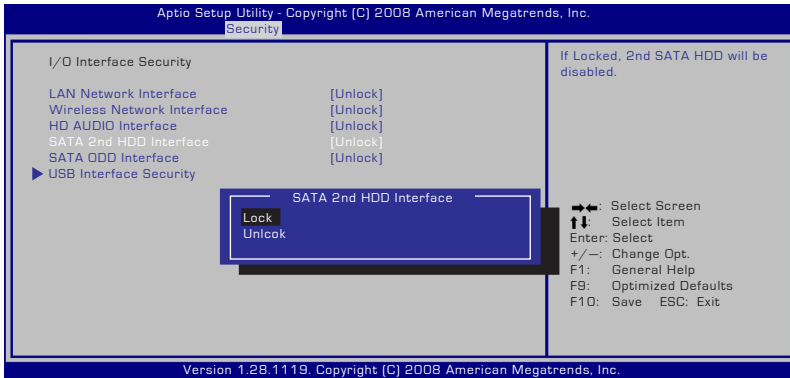 Aptio Setup Utility - Copyright (C) 2008 American Megatrends, Inc.
Security
I/O Interface Security
LAN Network Interface [Unlock]
Wireless Network Interface [Unlock]
HD AUDIO Interface [Unlock]
SATA 2nd HDD Interface [Unlock]
SATA ODD Interface [Unlock]
USB Interface Security
SATA 2nd HDD Interface
Lock
Unlcok
If Locked, 2nd SATA HDD will be
disabled.
→←: Select Screen
↑↓: Select Item
Enter: Select
+/—: Change Opt.
F1: General Help
F9: Optimized Defaults
F10: Save ESC: Exit
Version 1.28.1119. Copyright (C) 2008 American Megatrends, Inc.